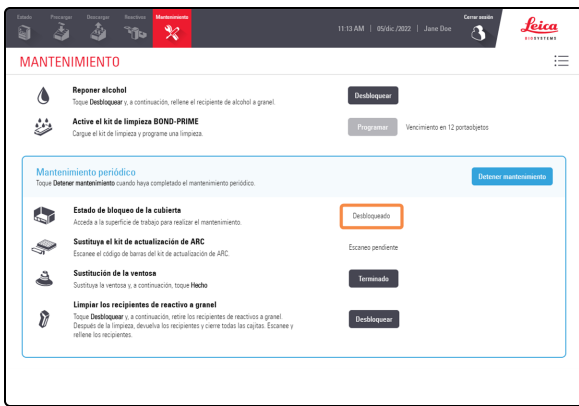 Estado
Precargar
Descargar
Reactivos
Mantenimiento
11:13 AM | 05/dic./2022 | Jane Doe
Cerrar sesión
Leica
BIOSYSTEMS
MANTENIMIENTO
Reponer alcohol
Toque Desbloquear y, a continuación, rellene el recipiente de alcohol a granel.
Desbloquear
Active el kit de limpieza BOND-PRIME
Cargue el kit de limpieza y programe una limpieza.
Programar
Vencimiento en 12 portaobjetos
Mantenimiento periódico
Toque Detener mantenimiento cuando haya completado el mantenimiento periódico.
Detener mantenimiento
Estado de bloqueo de la cubierta
Acceda a la superficie de trabajo para realizar el mantenimiento.
Desbloqueado
Sustituya el kit de actualización de ARC
Escanee el código de barras del kit de actualización de ARC.
Escaneo pendiente
Sustitución de la ventosa
Sustituya la ventosa y, a continuación, toque Hecho
Terminado
Limpiar los recipientes de reactivo a granel
Toque Desbloquear y, a continuación, retire los recipientes de reactivos a granel.
Después de la limpieza, devuelva los recipientes y cierre todas las cajitas. Escanee y
rellene los recipientes.
Desbloquear